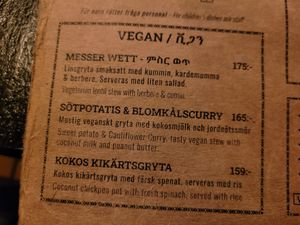 För våra rätter fråga personal - For children's dishes ask staff
VEGAN / ቪጋን
MESSER WETT - ምስር ወጥ 175:-
Linsgryta smaksatt med kummin, kardemumma
& berbere. Serveras med liten sallad.
Vegetarian lentil stew with berbere & cumin.
SÖTPOTATIS & BLOMKÅLSCURRY 165:-
Mustig veganskt gryta med kokosmjölk och jordnötssmör
Sweet potato & Cauliflower Curry, tasty vegan stew with
coconut milk and peanut butter.
KOKOS KIKÄRTSGRYTA 159:-
Kokos kikärtsgryta med färsk spenat, serveras med ris
Coconut chickpea pot with fresh spinach, served with rice